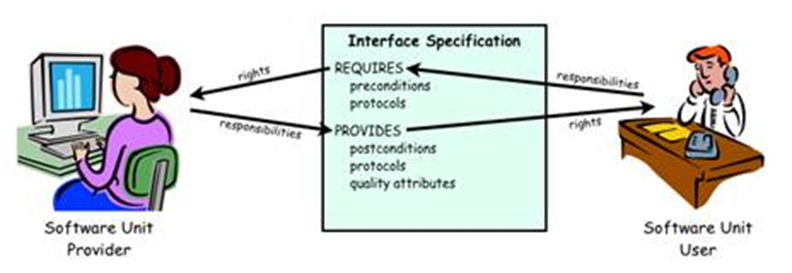 Interface Specification
rights
REQUIRES
responsibilities
preconditions
protocols
responsibilities
PROVIDES
rights
postconditions
protocols
quality attributes
Software Unit
Provider
Software Unit
User